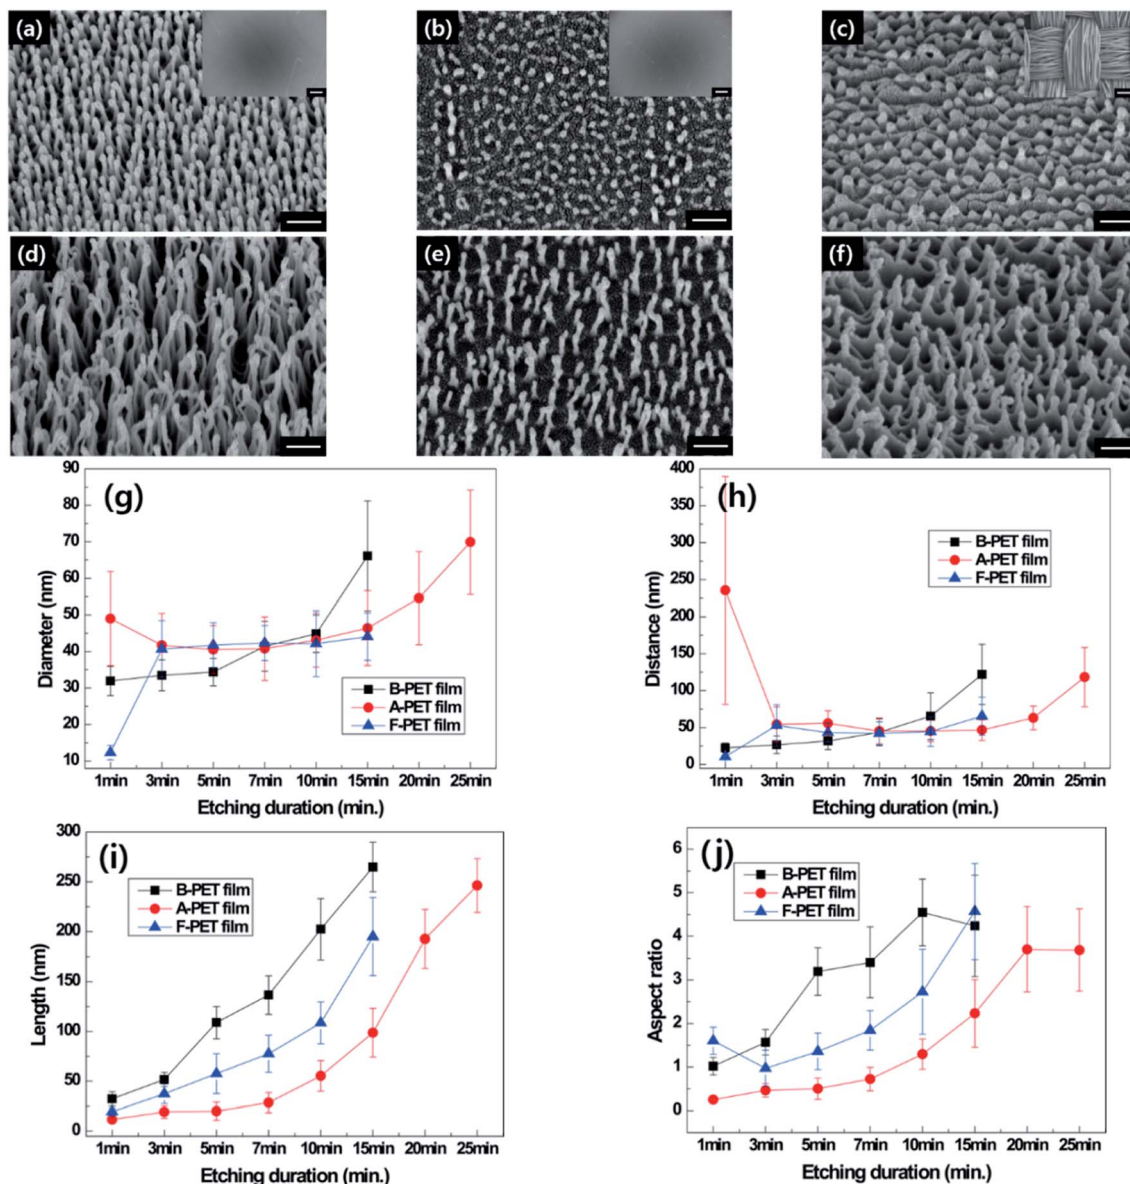 (a)
(b)
(c)
(d)
(e)
(f)
(g)
90
80
70
60
50
40
30
20
10
Diameter (nm)
B-PET film
A-PET film
F-PET film
1min 3min 5min 7min 10min 15min 20min 25min
Etching duration (min.)
(h)
400
350
300
250
200
150
100
50
0
Distance (nm)
B-PET film
A-PET film
F-PET film
1min 3min 5min 7min 10min 15min 20min 25min
Etching duration (min.)
(i)
300
250
200
150
100
50
0
Length (nm)
B-PET film
A-PET film
F-PET film
1min 3min 5min 7min 10min 15min 20min 25min
Etching duration (min.)
(j)
6
5
4
3
2
1
0
Aspect ratio
B-PET film
A-PET film
F-PET film
1min 3min 5min 7min 10min 15min 20min 25min
Etching duration (min.)